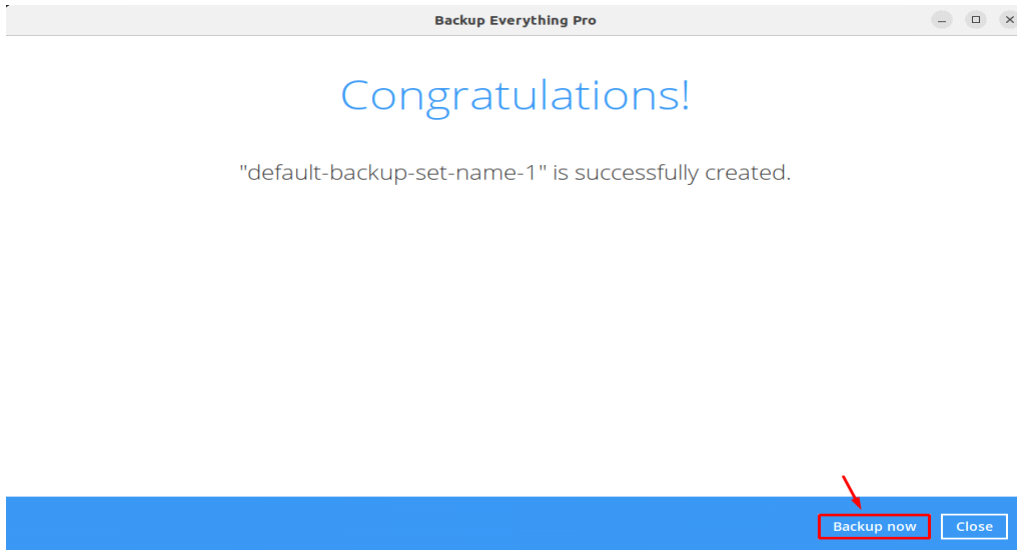 Backup Everything Pro
Congratulations!
"default-backup-set-name-1" is successfully created.
Backup now
Close